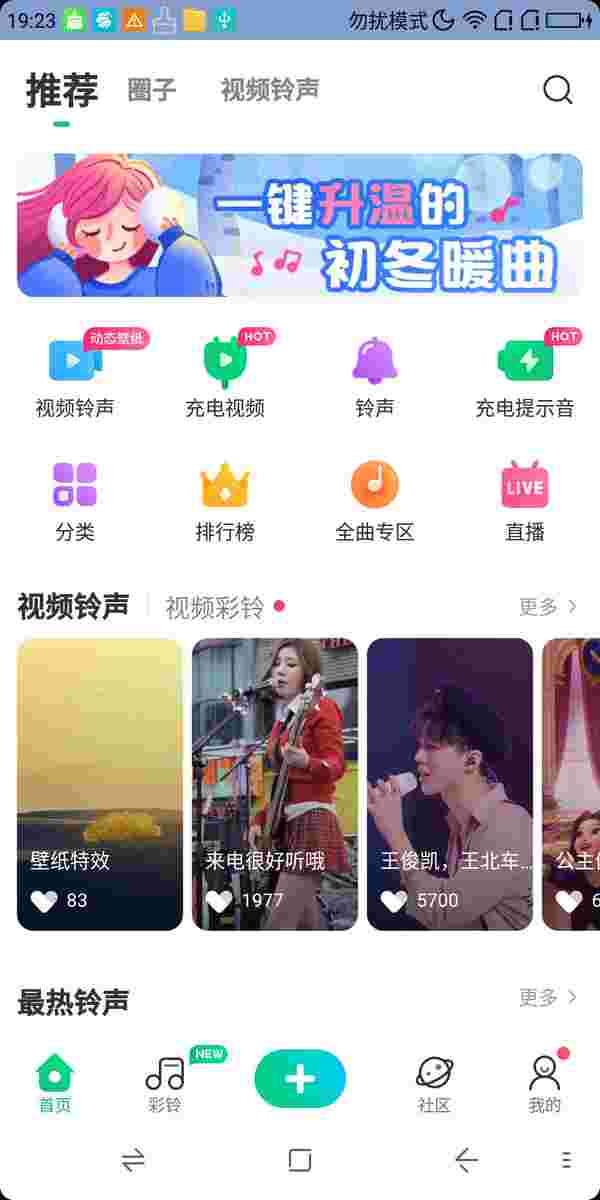 19:23 勿扰模式
推荐 圈子 视频铃声
一键升温的
初冬暖曲
动态壁纸 HOT HOT
视频铃声 充电视频 铃声 充电提示音
LIVE
分类 排行榜 全曲专区 直播
视频铃声 视频彩铃 更多
壁纸特效 来电很好听哦 王俊凯，王北车... 公主
83 1977 5700 6
最热铃声 更多
NEW
首页 彩铃 社区 我的